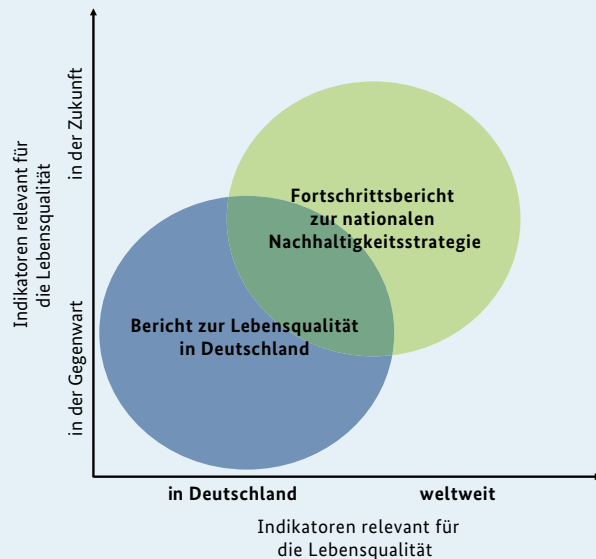 Indikatoren relevant für
die Lebensqualität
in der Zukunft
in der Gegenwart
Fortschrittsbericht
zur nationalen
Nachhaltigkeitsstrategie
Bericht zur Lebensqualität
in Deutschland
in Deutschland
weltweit
Indikatoren relevant für
die Lebensqualität